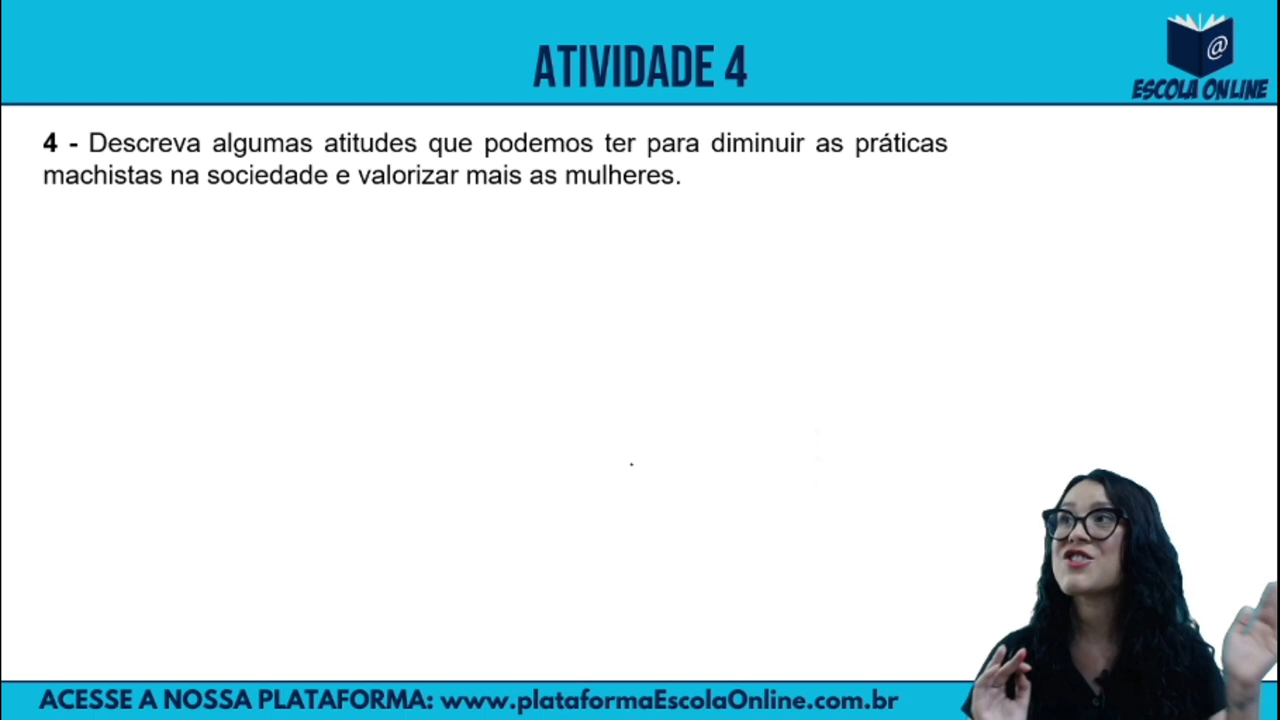 ATIVIDADE 4
@
ESCOLA ONLINE
4 - Descreva algumas atitudes que podemos ter para diminuir as práticas
machistas na sociedade e valorizar mais as mulheres.
ACESSE A NOSSA PLATAFORMA: www.plataformaEscolaOnline.com.br